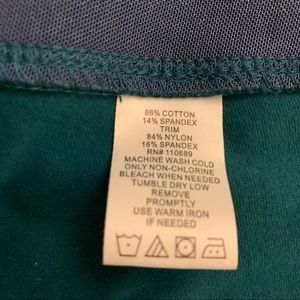 86% COTTON
14% SPANDEX
TRIM
84% NYLON
16% SPANDEX
RN# 110689
MACHINE WASH COLD
ONLY NON-CHLORINE
BLEACH WHEN NEEDED
TUMBLE DRY LOW
REMOVE
PROMPTLY
USE WARM IRON
IF NEEDED